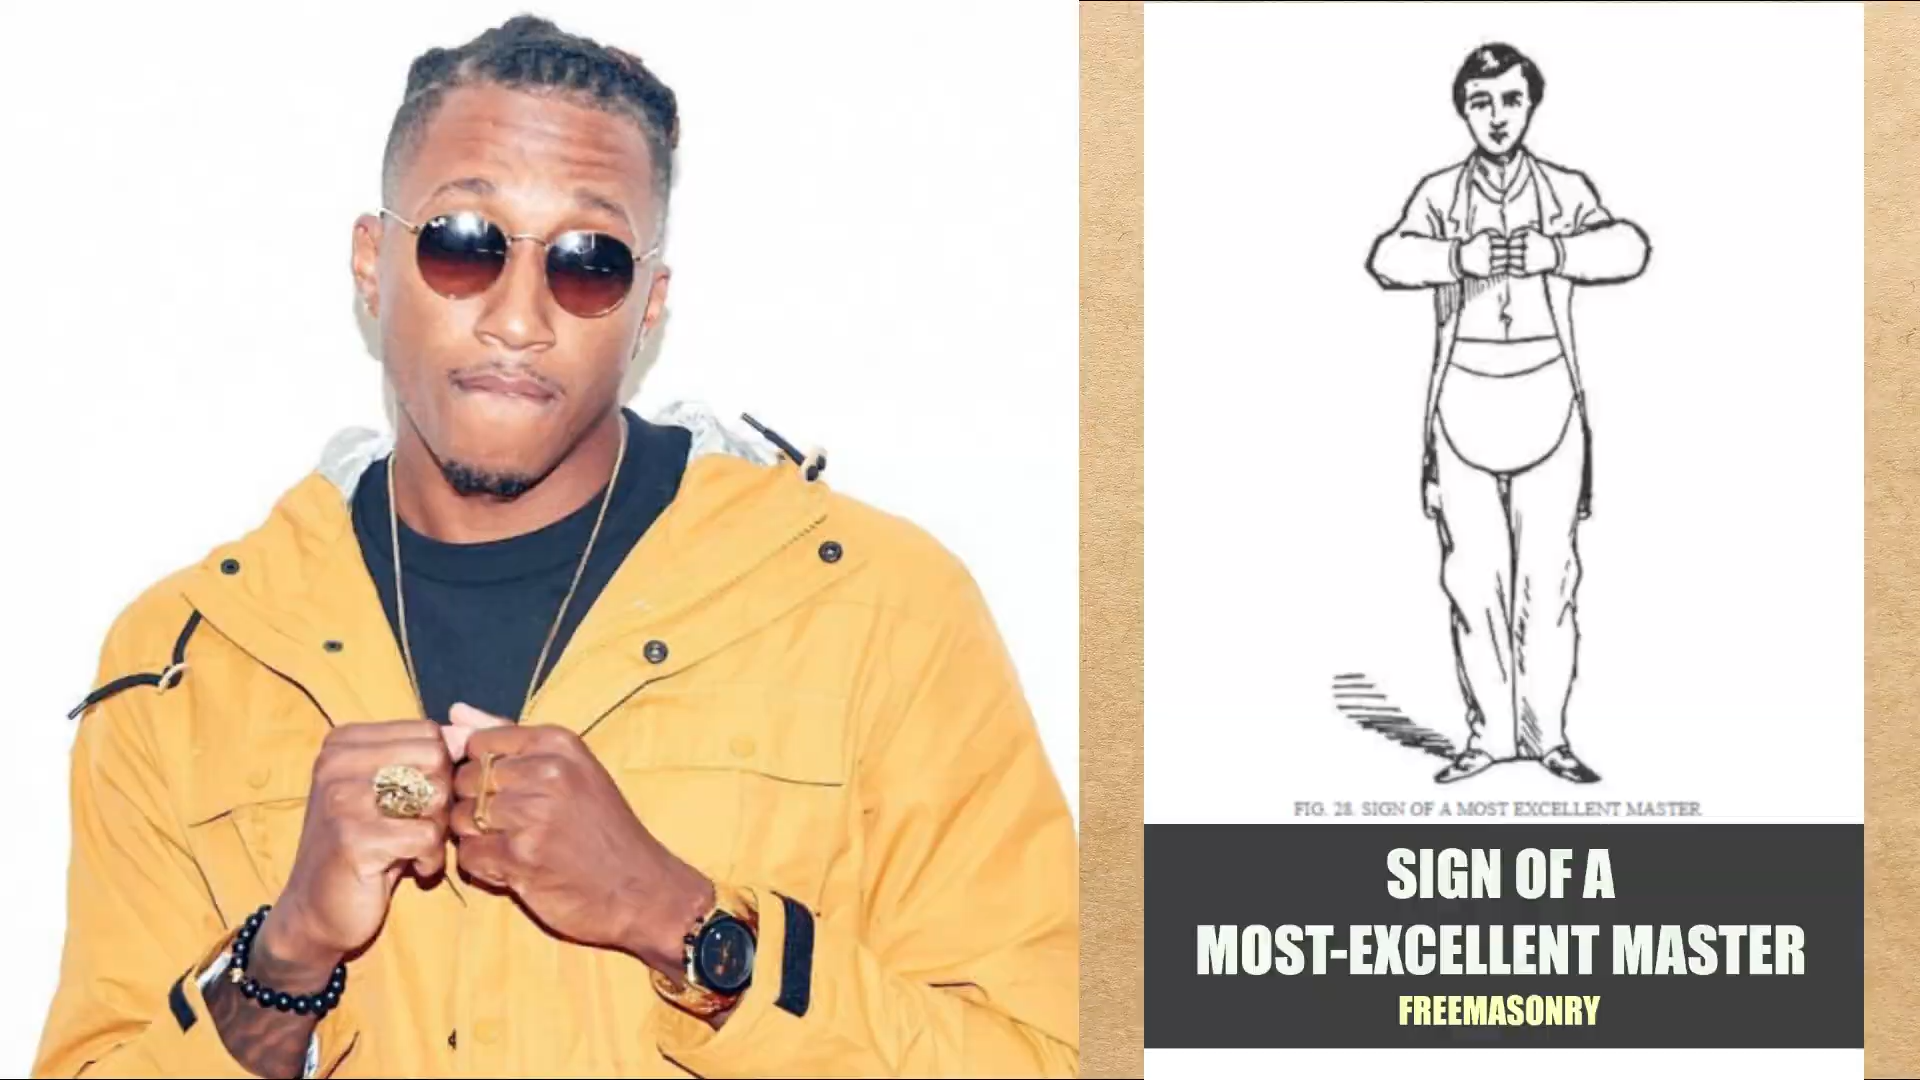 FIG. 28. SIGN OF A MOST EXCELLENT MASTER
SIGN OF A
MOST-EXCELLENT MASTER
FREEMASONRY